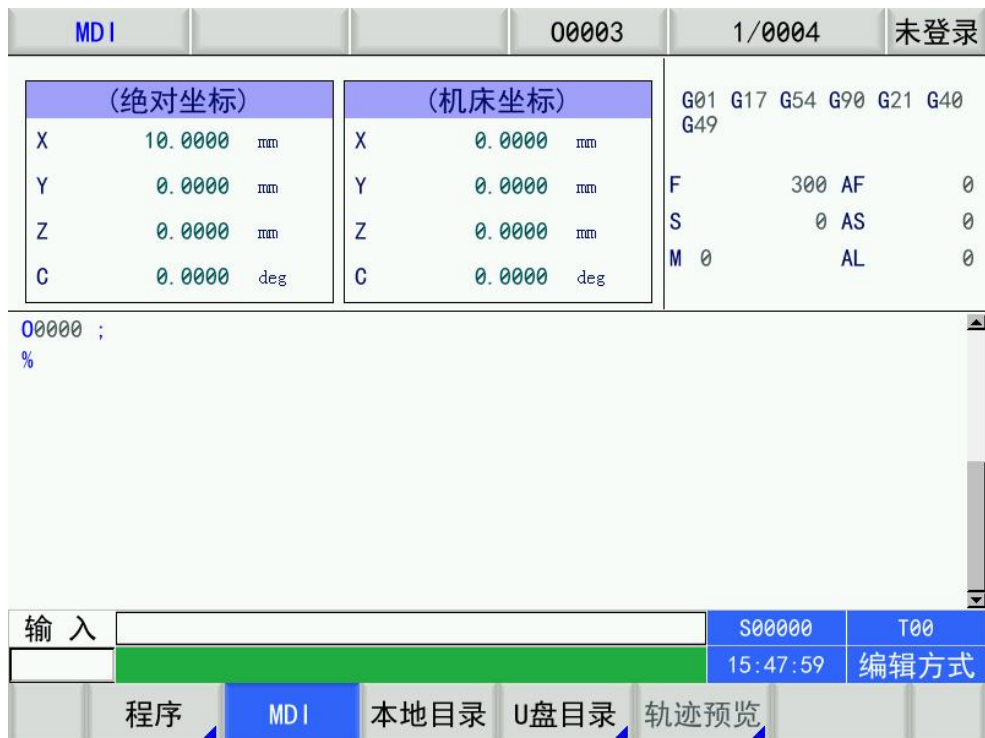 MDI O0003 1/0004 未登录
(绝对坐标) (机床坐标)
G01 G17 G54 G90 G21 G40
G49
X 10.0000 mm X 0.0000 mm
Y 0.0000 mm Y 0.0000 mm
F 300 AF 0
Z 0.0000 mm Z 0.0000 mm
S 0 AS 0
M 0 AL 0
C 0.0000 deg C 0.0000 deg
O0000 ;
%
输 入 S00000 T00
15:47:59 编辑方式
程序 MDI 本地目录 U盘目录 轨迹预览